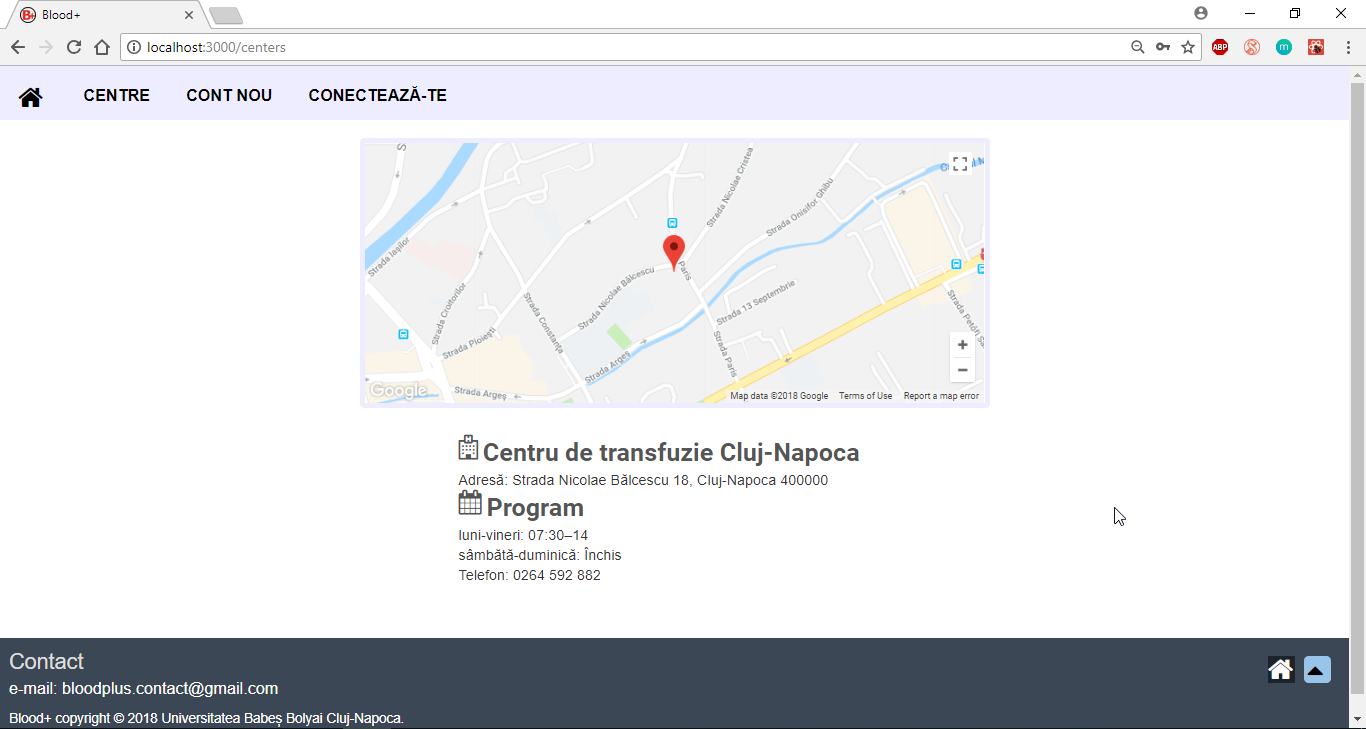 Blood+
localhost:3000/centers
ABP
m
CENTRE
CONT NOU
CONECTEAZĂ-TE
S
Strada Nicolae Cristea
Strada Onisifor Ghibu
Strada Iașilor
Strada Croitorilor
Strada Ploiești
Strada Constanța
Strada Nicolae Bălcescu
Paris
Strada 13 Septembrie
Strada Paris
Strada Argeș
Strada Argeș
Strada Petőfi Sá
+
−
Google
Map data ©2018 Google
Terms of Use
Report a map error
Centru de transfuzie Cluj-Napoca
Adresă: Strada Nicolae Bălcescu 18, Cluj-Napoca 400000
Program
luni-vineri: 07:30–14
sâmbătă-duminică: Închis
Telefon: 0264 592 882
Contact
e-mail: bloodplus.contact@gmail.com
Blood+ copyright © 2018 Universitatea Babeș Bolyai Cluj-Napoca.